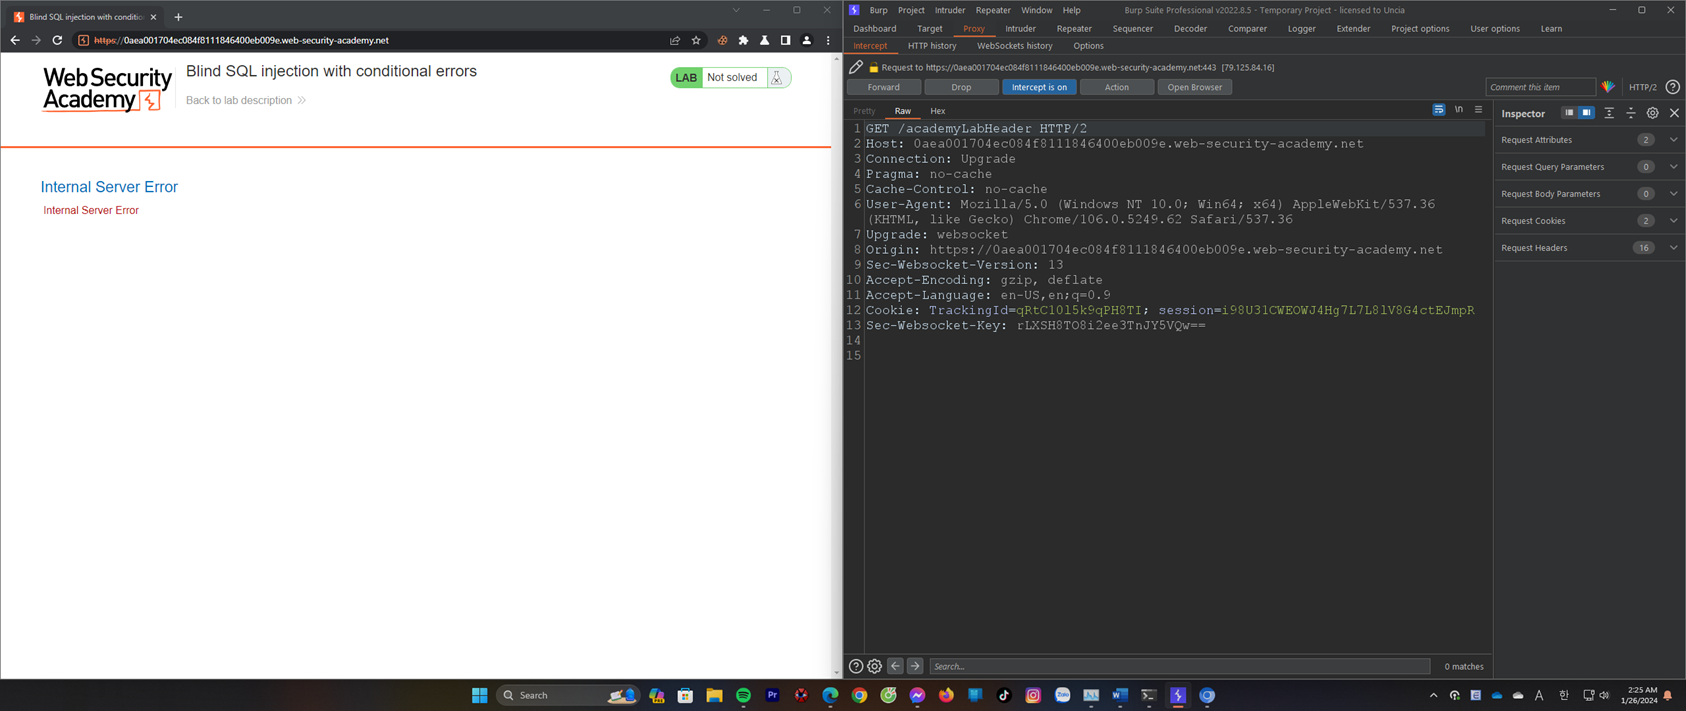 Blind SQL injection with conditio
https://0aea001704ec084f8111846400eb009e.web-security-academy.net
WebSecurity
Academy
Blind SQL injection with conditional errors
Back to lab description
LAB
Not solved
Internal Server Error
Internal Server Error
Burp
Project
Intruder
Repeater
Window
Help
Burp Suite Professional v2022.8.5 - Temporary Project - licensed to Uncia
Dashboard
Target
Proxy
Intruder
Repeater
Sequencer
Decoder
Comparer
Logger
Extender
Project options
User options
Learn
Intercept
HTTP history
WebSockets history
Options
Request to https://0aea001704ec084f8111846400eb009e.web-security-academy.net:443 [79.125.84.16]
Forward
Drop
Intercept is on
Action
Open Browser
Comment this item
HTTP/2
Pretty
Raw
Hex
\n
1 GET /academyLabHeader HTTP/2
2 Host: 0aea001704ec084f8111846400eb009e.web-security-academy.net
3 Connection: Upgrade
4 Pragma: no-cache
5 Cache-Control: no-cache
6 User-Agent: Mozilla/5.0 (Windows NT 10.0; Win64; x64) AppleWebKit/537.36
(KHTML, like Gecko) Chrome/106.0.5249.62 Safari/537.36
7 Upgrade: websocket
8 Origin: https://0aea001704ec084f8111846400eb009e.web-security-academy.net
9 Sec-Websocket-Version: 13
10 Accept-Encoding: gzip, deflate
11 Accept-Language: en-US,en;q=0.9
12 Cookie: TrackingId=qRtC10l5k9qPH8TI; session=i98U31CWEOWJ4Hg7L7L8lV8G4ctEJmpR
13 Sec-Websocket-Key: rLXSH8TO8i2ee3TnJY5VQw==
14
15
Inspector
Request Attributes 2
Request Query Parameters 0
Request Body Parameters 0
Request Cookies 2
Request Headers 16
Search...
0 matches
Search
Pr
Zalo
A
한
2:25 AM
1/26/2024